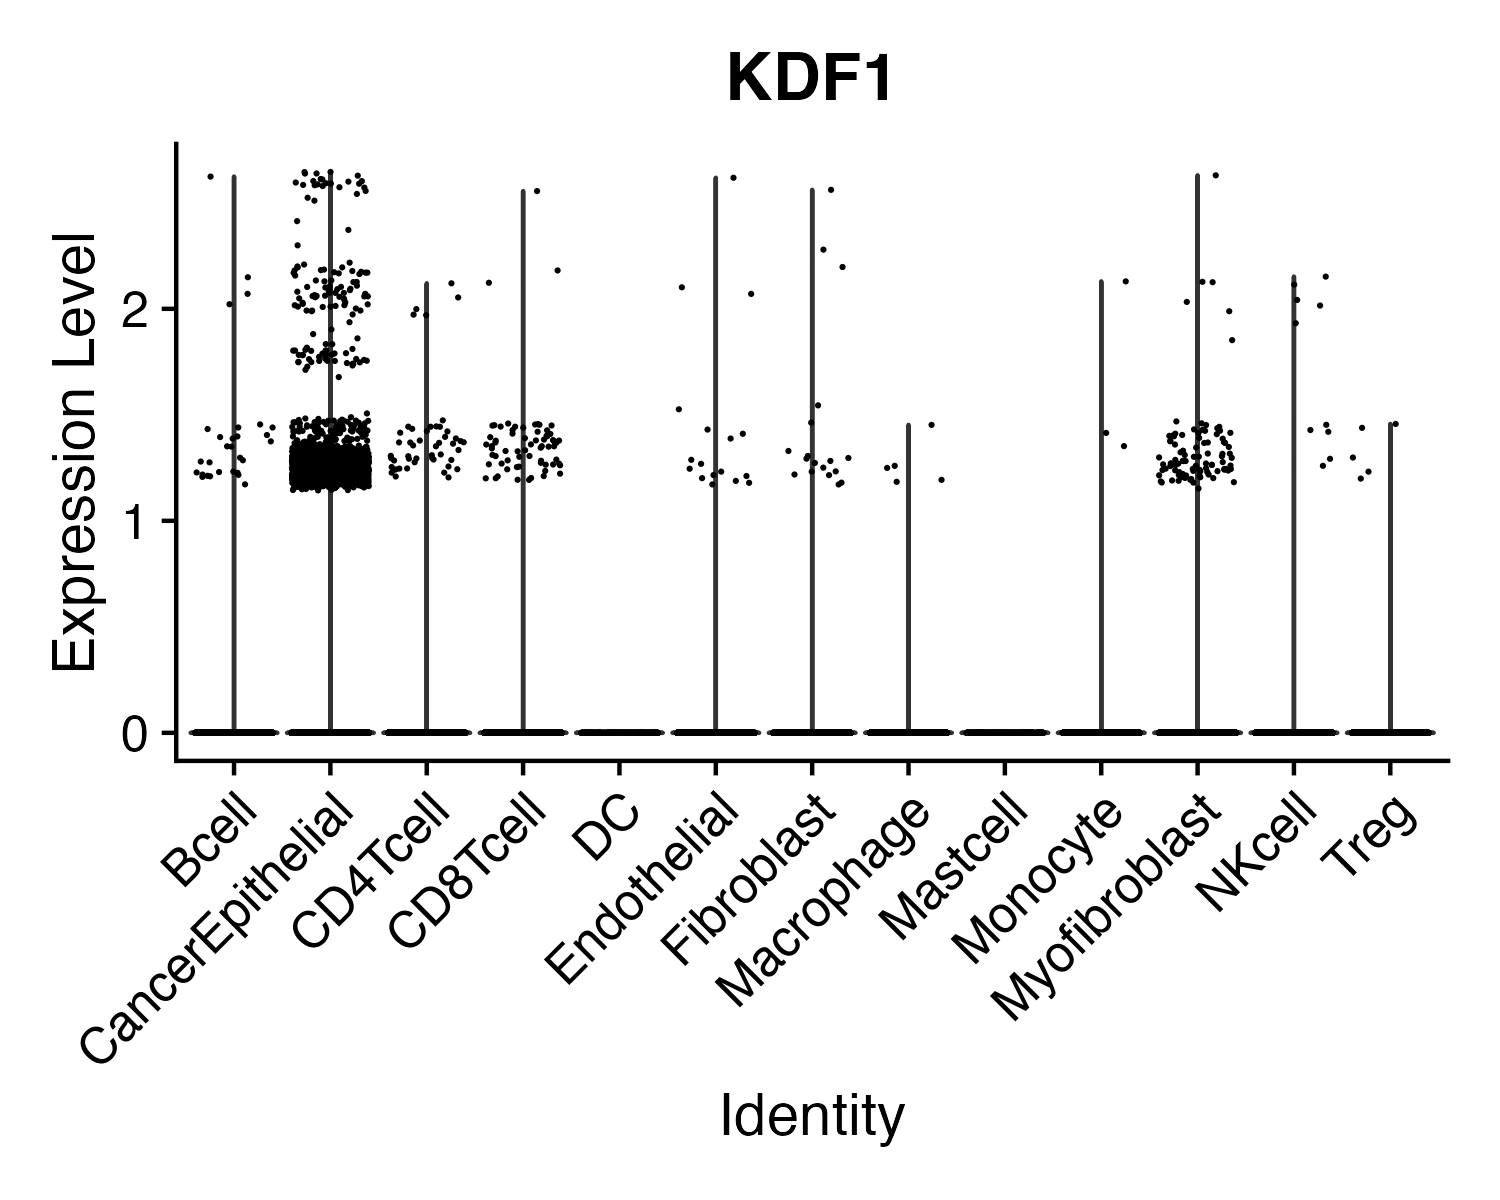 KDF1
Expression Level
2
1
0
Bcell
CancerEpithelial
CD4Tcell
CD8Tcell
DC
Endothelial
Fibroblast
Macrophage
Mastcell
Monocyte
Myofibroblast
NKcell
Treg
Identity